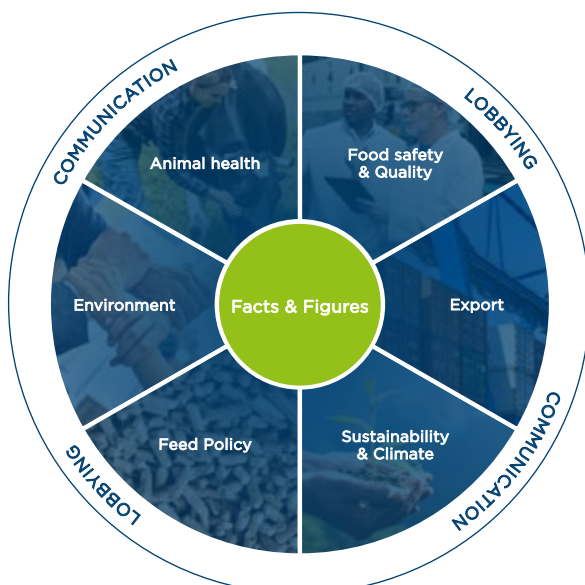 COMMUNICATION
LOBBYING
Animal health
Food safety
& Quality
Environment
Facts & Figures
Export
Feed Policy
Sustainability
& Climate
LOBBYING
COMMUNICATION